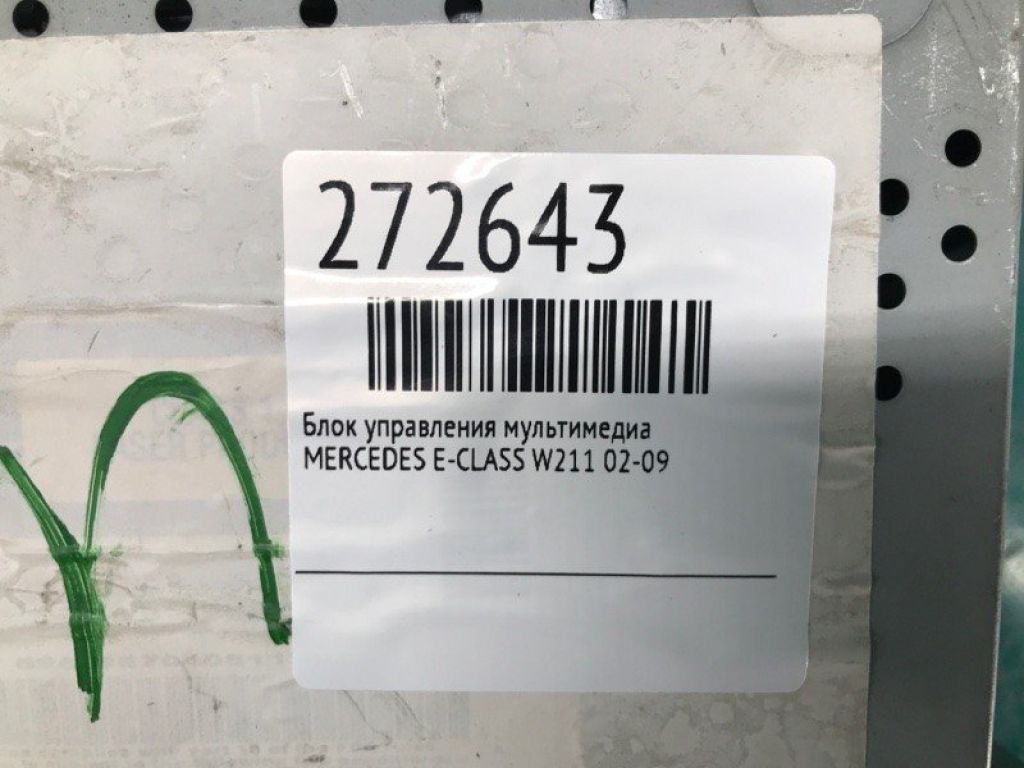 272643
Блок управления мультимедиа
MERCEDES E-CLASS W211 02-09